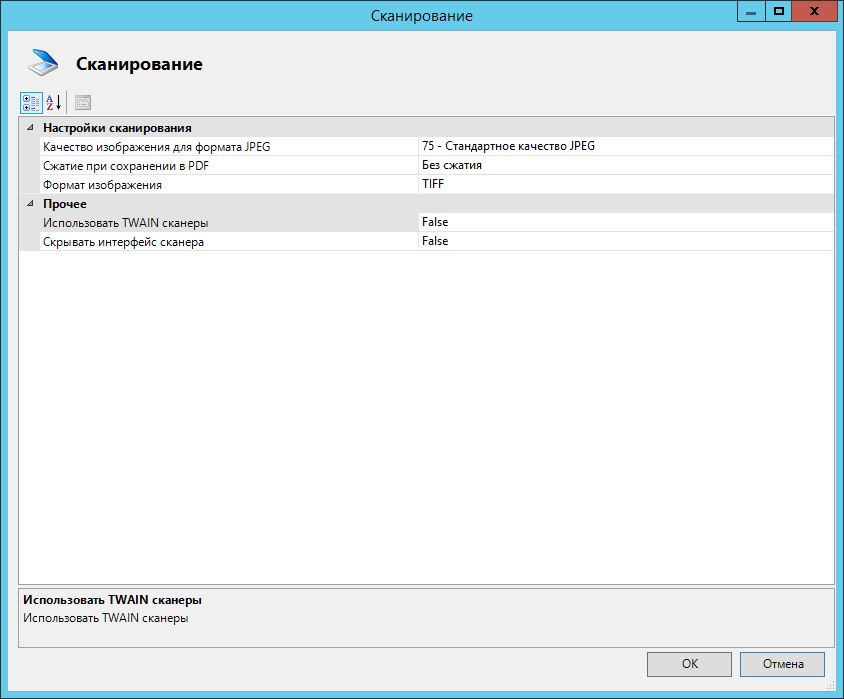 Сканирование
Сканирование
Настройки сканирования
Качество изображения для формата JPEG 75 - Стандартное качество JPEG
Сжатие при сохранении в PDF Без сжатия
Формат изображения TIFF
Прочее
Использовать TWAIN сканеры False
Скрывать интерфейс сканера False
Использовать TWAIN сканеры
Использовать TWAIN сканеры
OK Отмена